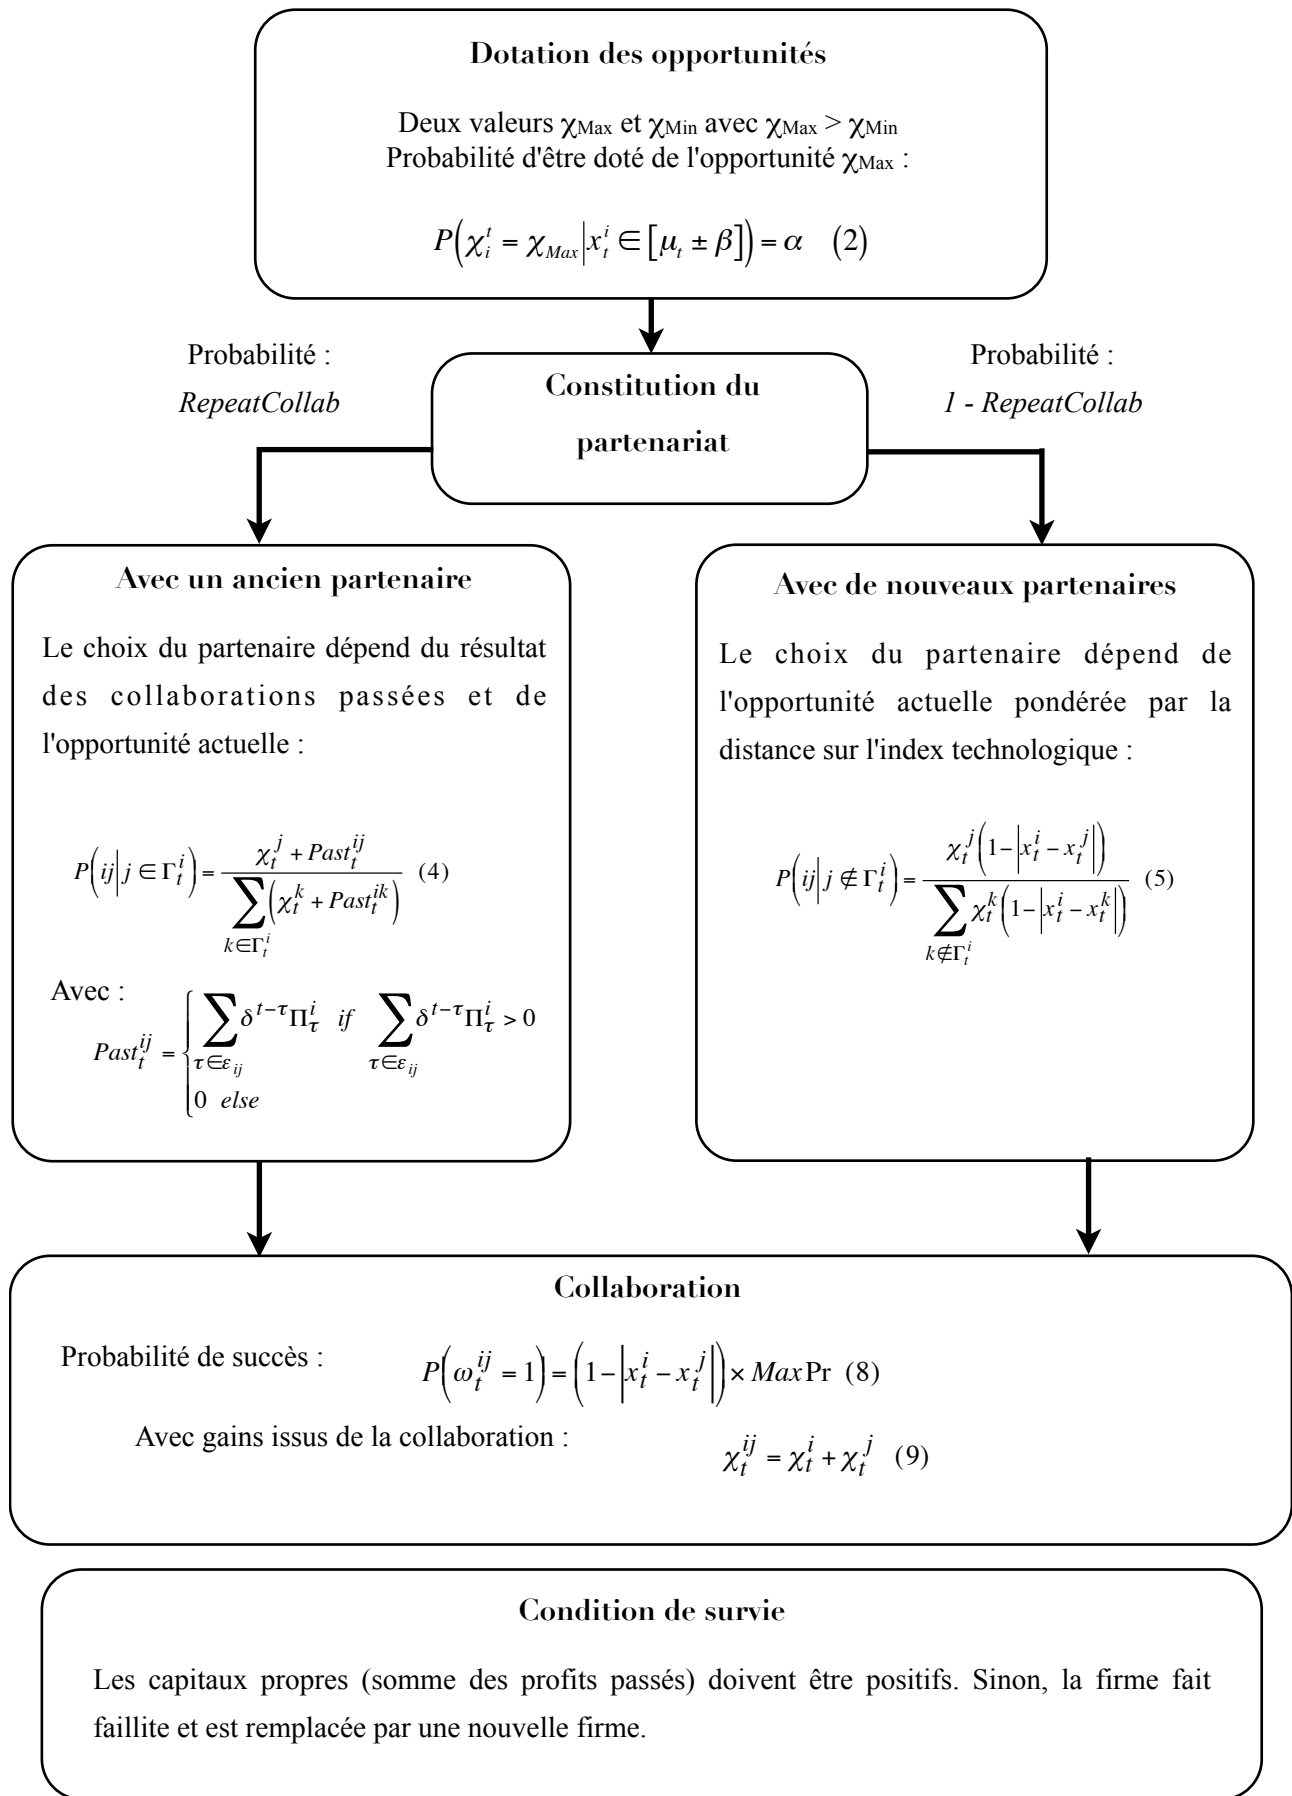 Dotation des opportunités
Deux valeurs χMax et χMin avec χMax > χMin
Probabilité d'être doté de l'opportunité χMax :
P(χ_i^t = χ_Max | x_t^i ∈ [μ_t ± β]) = α (2)
Probabilité :
RepeatCollab
Constitution du
partenariat
Probabilité :
1 - RepeatCollab
Avec un ancien partenaire
Le choix du partenaire dépend du résultat
des collaborations passées et de
l'opportunité actuelle :
P(ij | j ∈ Γ_t^i) = (χ_t^j + Past_t^ij) / ∑_{k∈Γ_t^i} (χ_t^k + Past_t^ik) (4)
Avec :
Past_t^ij = { ∑_{τ∈ε_ij} δ^{t−τ} Π_τ^i if ∑_{τ∈ε_ij} δ^{t−τ} Π_τ^i > 0
0 else
Avec de nouveaux partenaires
Le choix du partenaire dépend de
l'opportunité actuelle pondérée par la
distance sur l'index technologique :
P(ij | j ∉ Γ_t^i) = χ_t^j (1 − |x_t^i − x_t^j|) / ∑_{k∉Γ_t^i} χ_t^k (1 − |x_t^i − x_t^k|) (5)
Collaboration
Probabilité de succès : P(ω_t^ij = 1) = (1 − |x_t^i − x_t^j|) × MaxPr (8)
Avec gains issus de la collaboration : χ_t^ij = χ_t^i + χ_t^j (9)
Condition de survie
Les capitaux propres (somme des profits passés) doivent être positifs. Sinon, la firme fait
faillite et est remplacée par une nouvelle firme.